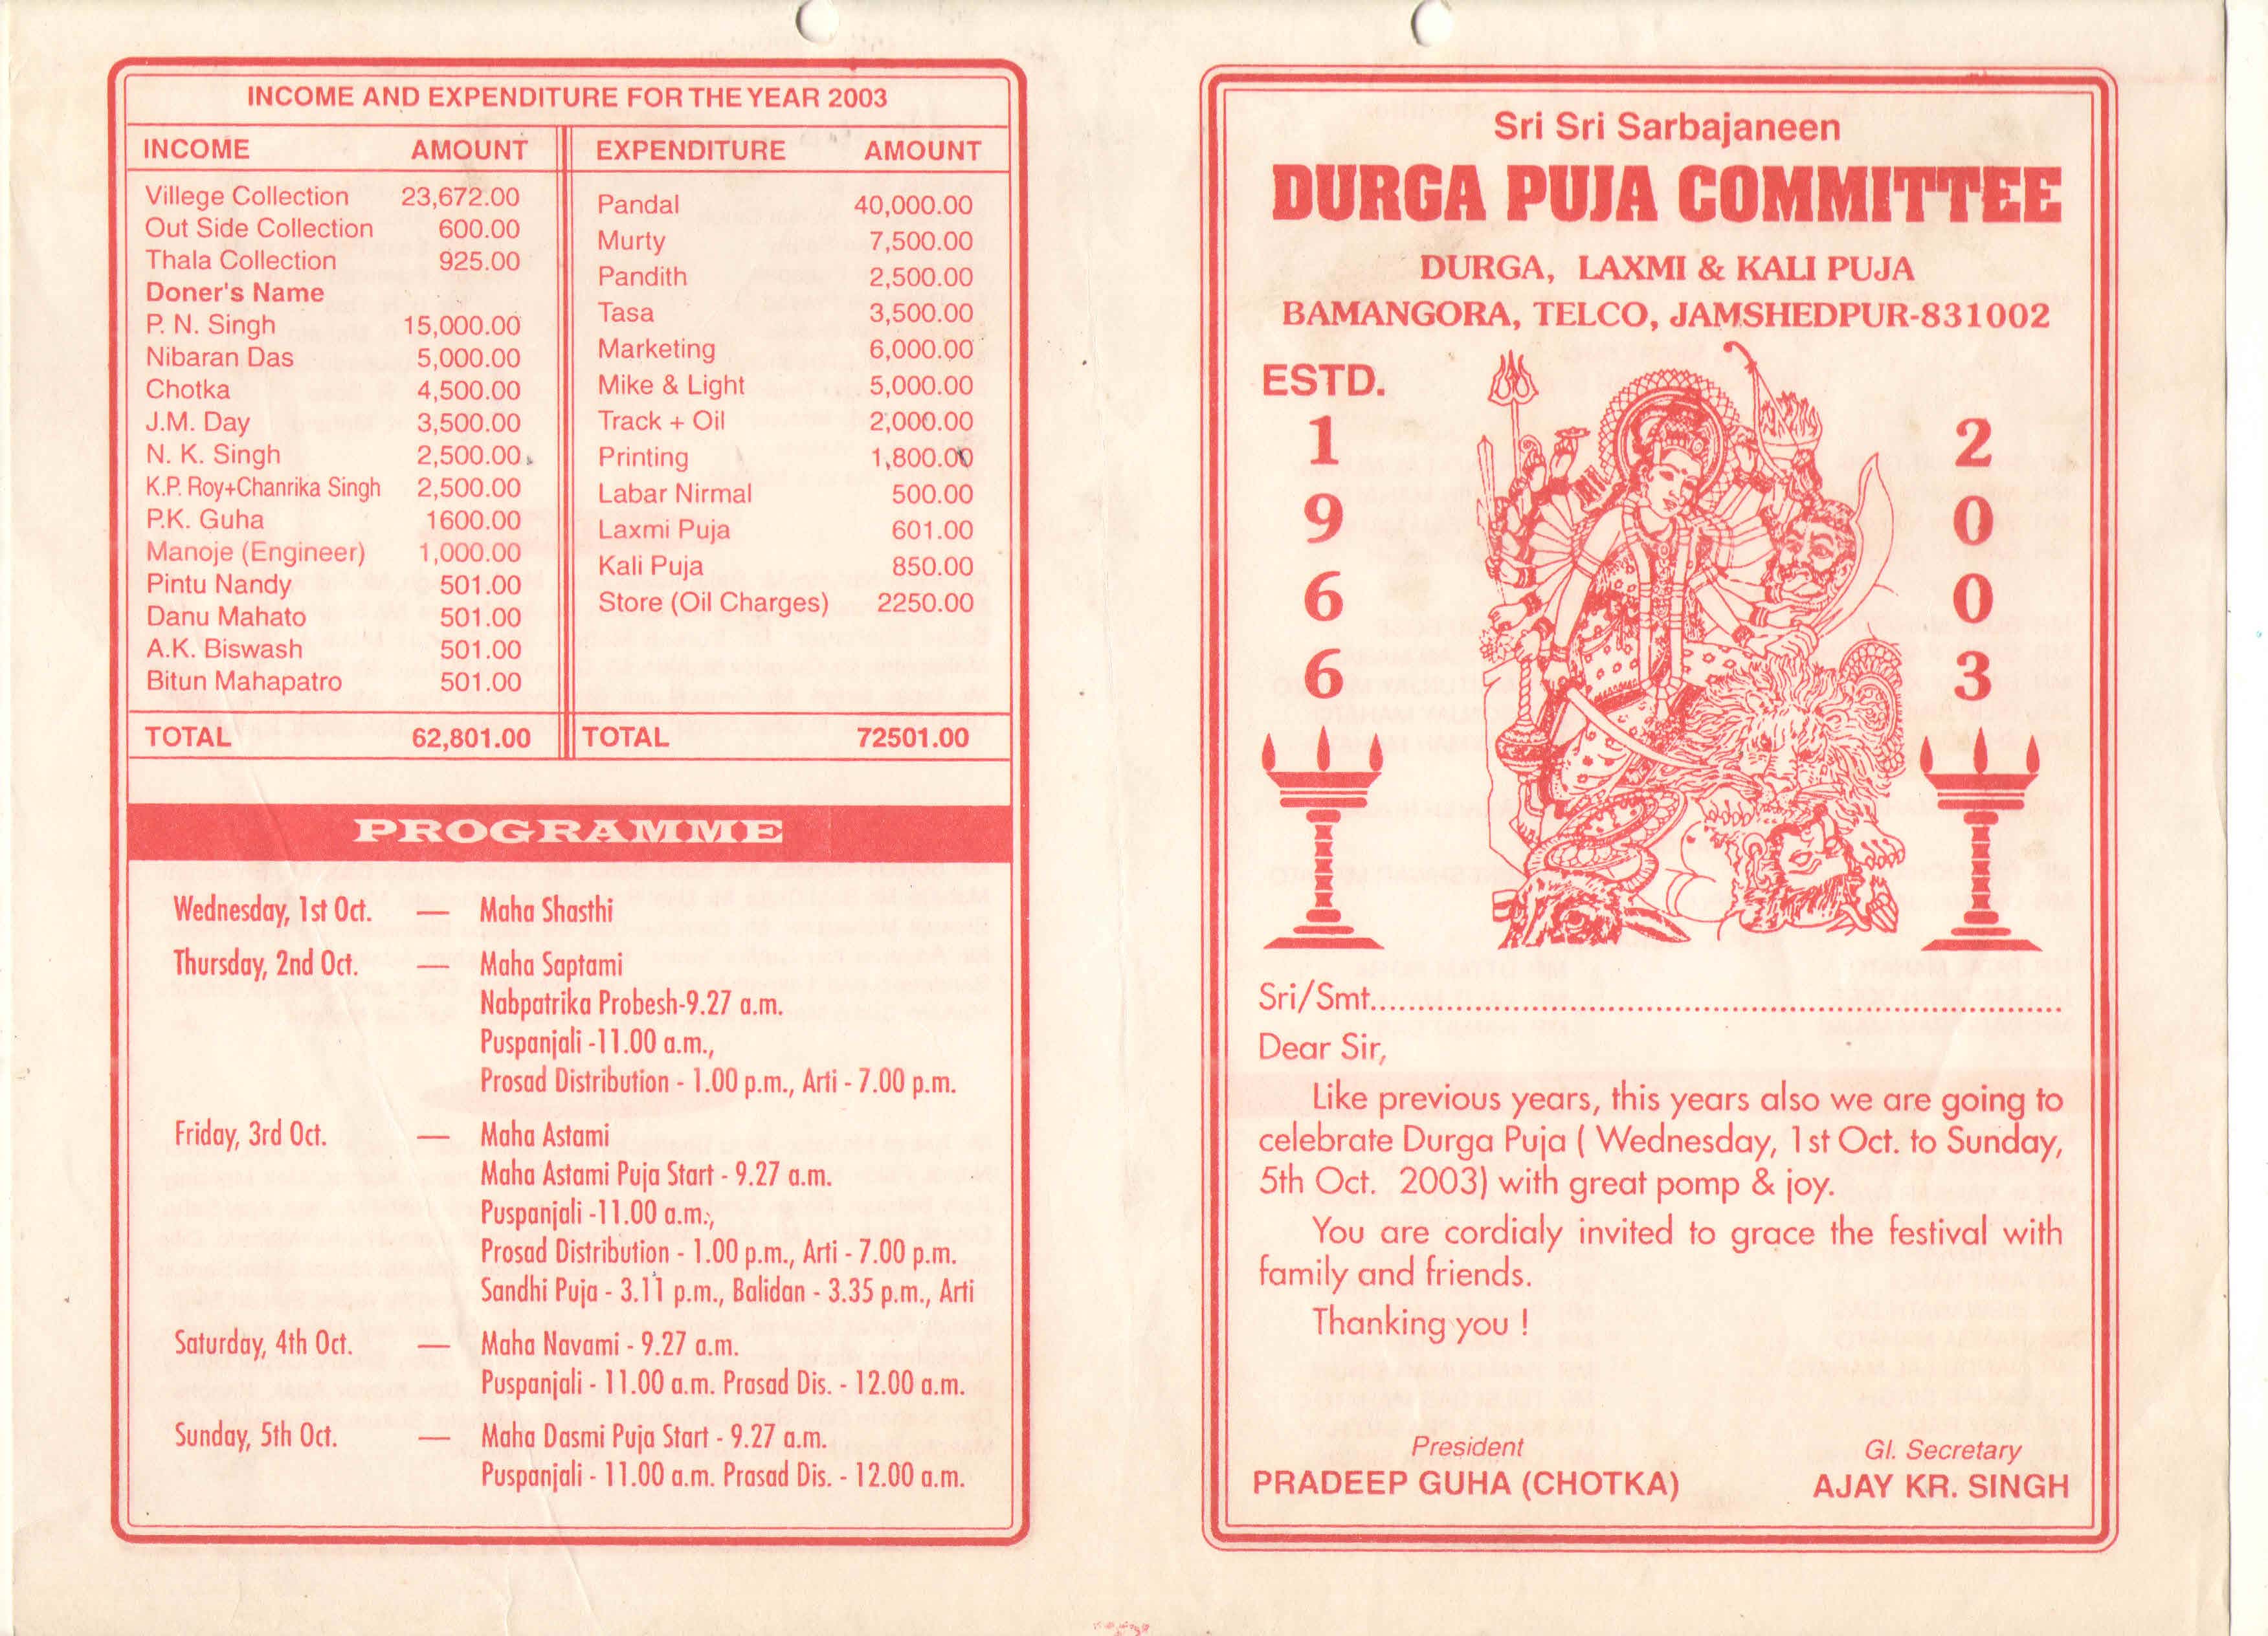 INCOME AND EXPENDITURE FOR THE YEAR 2003
INCOME AMOUNT
Villege Collection 23,672.00
Out Side Collection 600.00
Thala Collection 925.00
Doner's Name
P. N. Singh 15,000.00
Nibaran Das 5,000.00
Chotka 4,500.00
J.M. Day 3,500.00
N. K. Singh 2,500.00
K.P. Roy+Chanrika Singh 2,500.00
P.K. Guha 1600.00
Manoje (Engineer) 1,000.00
Pintu Nandy 501.00
Danu Mahato 501.00
A.K. Biswash 501.00
Bitun Mahapatro 501.00
TOTAL 62,801.00
EXPENDITURE AMOUNT
Pandal 40,000.00
Murty 7,500.00
Pandith 2,500.00
Tasa 3,500.00
Marketing 6,000.00
Mike & Light 5,000.00
Track + Oil 2,000.00
Printing 1,800.00
Labar Nirmal 500.00
Laxmi Puja 601.00
Kali Puja 850.00
Store (Oil Charges) 2250.00
TOTAL 72501.00
PROGRAMME
Wednesday, 1st Oct. — Maha Shasthi
Thursday, 2nd Oct. — Maha Saptami
Nabpatrika Probesh-9.27 a.m.
Puspanjali -11.00 a.m.,
Prosad Distribution - 1.00 p.m., Arti - 7.00 p.m.
Friday, 3rd Oct. — Maha Astami
Maha Astami Puja Start - 9.27 a.m.
Puspanjali -11.00 a.m.,
Prosad Distribution - 1.00 p.m., Arti - 7.00 p.m.
Sandhi Puja - 3.11 p.m., Balidan - 3.35 p.m., Arti
Saturday, 4th Oct. — Maha Navami - 9.27 a.m.
Puspanjali - 11.00 a.m. Prasad Dis. - 12.00 a.m.
Sunday, 5th Oct. — Maha Dasmi Puja Start - 9.27 a.m.
Puspanjali - 11.00 a.m. Prasad Dis. - 12.00 a.m.
Sri Sri Sarbajaneen
DURGA PUJA COMMITTEE
DURGA, LAXMI & KALI PUJA
BAMANGORA, TELCO, JAMSHEDPUR-831002
ESTD.
1 2
9 0
6 0
6 3
Sri/Smt..........................................................................
Dear Sir,
Like previous years, this years also we are going to
celebrate Durga Puja ( Wednesday, 1st Oct. to Sunday,
5th Oct. 2003) with great pomp & joy.
You are cordialy invited to grace the festival with
family and friends.
Thanking you !
President Gl. Secretary
PRADEEP GUHA (CHOTKA) AJAY KR. SINGH